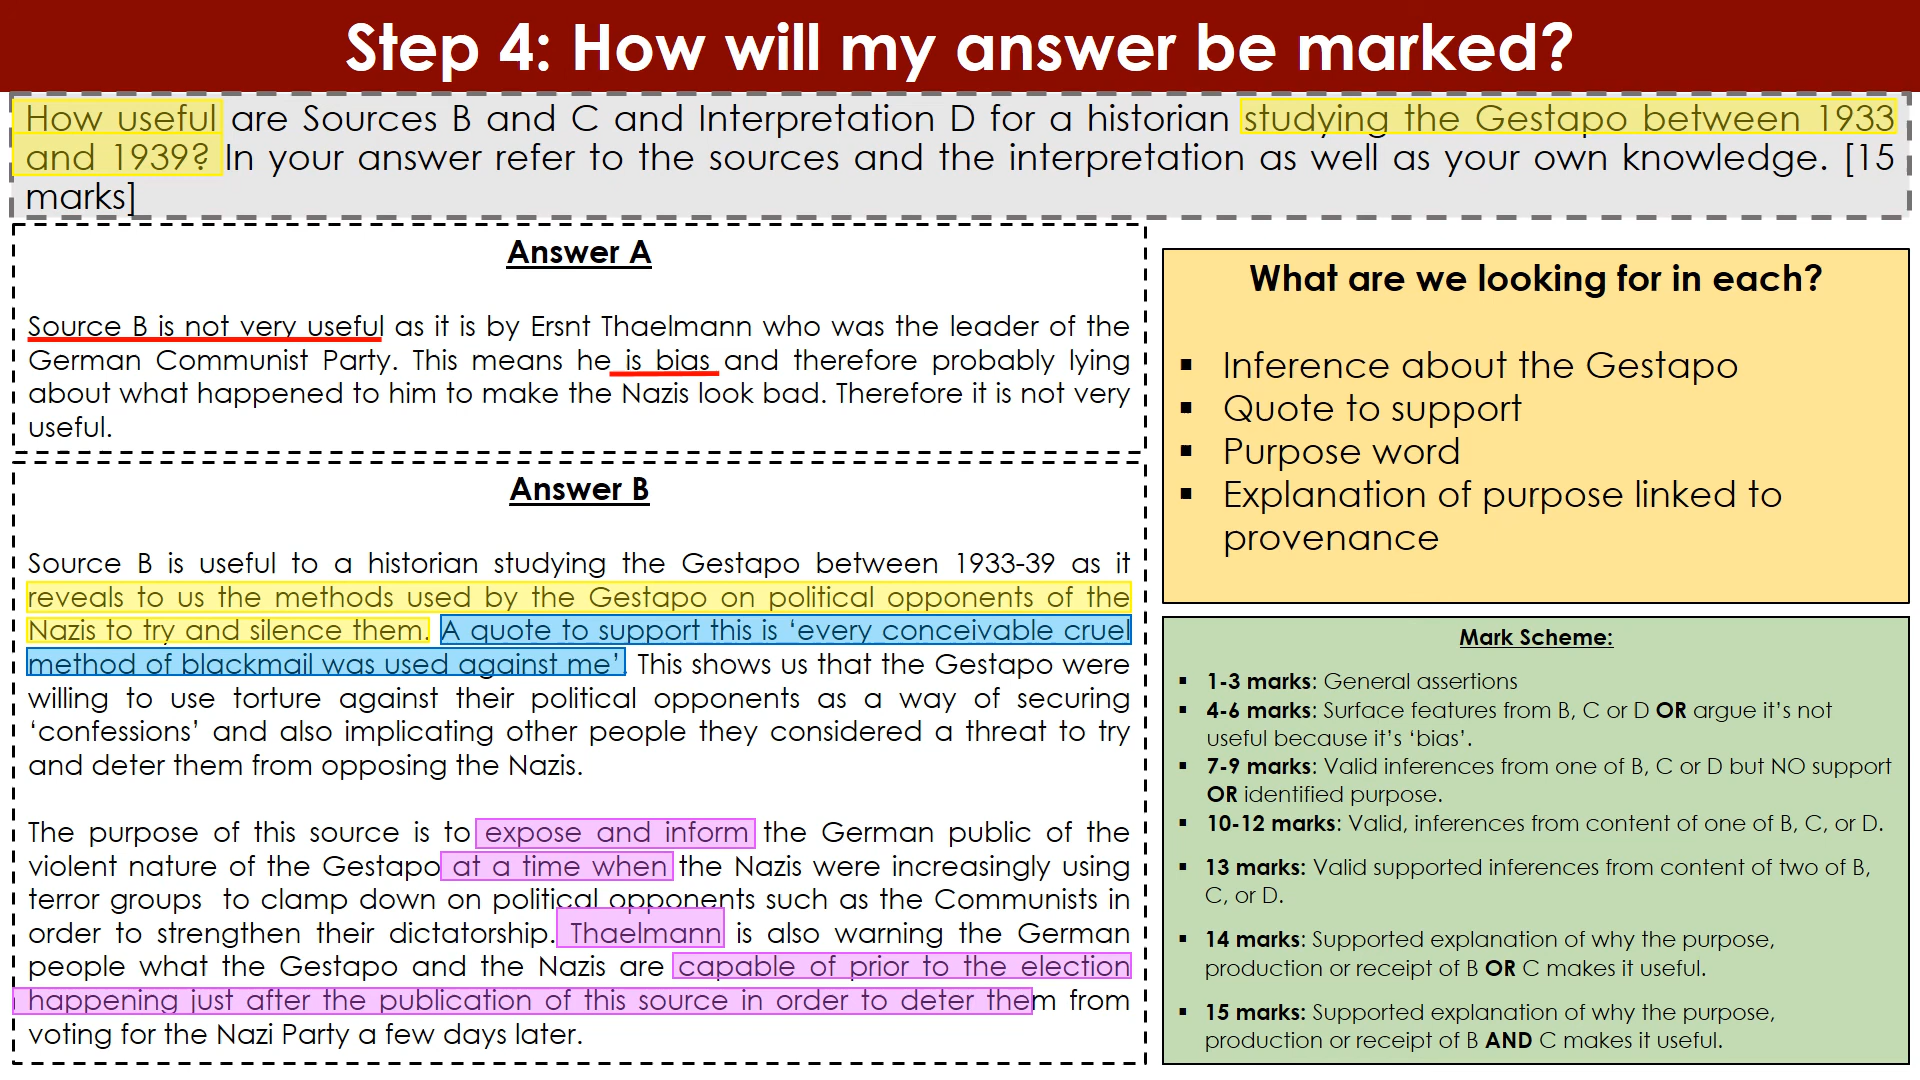 Step 4: How will my answer be marked?
How useful are Sources B and C and Interpretation D for a historian studying the Gestapo between 1933
and 1939? In your answer refer to the sources and the interpretation as well as your own knowledge. [15
marks]
Answer A
Source B is not very useful as it is by Ersnt Thaelmann who was the leader of the
German Communist Party. This means he is bias and therefore probably lying
about what happened to him to make the Nazis look bad. Therefore it is not very
useful.
Answer B
Source B is useful to a historian studying the Gestapo between 1933-39 as it
reveals to us the methods used by the Gestapo on political opponents of the
Nazis to try and silence them. A quote to support this is ‘every conceivable cruel
method of blackmail was used against me’. This shows us that the Gestapo were
willing to use torture against their political opponents as a way of securing
‘confessions’ and also implicating other people they considered a threat to try
and deter them from opposing the Nazis.
The purpose of this source is to expose and inform the German public of the
violent nature of the Gestapo at a time when the Nazis were increasingly using
terror groups to clamp down on political opponents such as the Communists in
order to strengthen their dictatorship. Thaelmann is also warning the German
people what the Gestapo and the Nazis are capable of prior to the election
happening just after the publication of this source in order to deter them from
voting for the Nazi Party a few days later.
What are we looking for in each?
▪ Inference about the Gestapo
▪ Quote to support
▪ Purpose word
▪ Explanation of purpose linked to
provenance
Mark Scheme:
▪ 1-3 marks: General assertions
▪ 4-6 marks: Surface features from B, C or D OR argue it’s not
useful because it’s ‘bias’.
▪ 7-9 marks: Valid inferences from one of B, C or D but NO support
OR identified purpose.
▪ 10-12 marks: Valid, inferences from content of one of B, C, or D.
▪ 13 marks: Valid supported inferences from content of two of B,
C, or D.
▪ 14 marks: Supported explanation of why the purpose,
production or receipt of B OR C makes it useful.
▪ 15 marks: Supported explanation of why the purpose,
production or receipt of B AND C makes it useful.